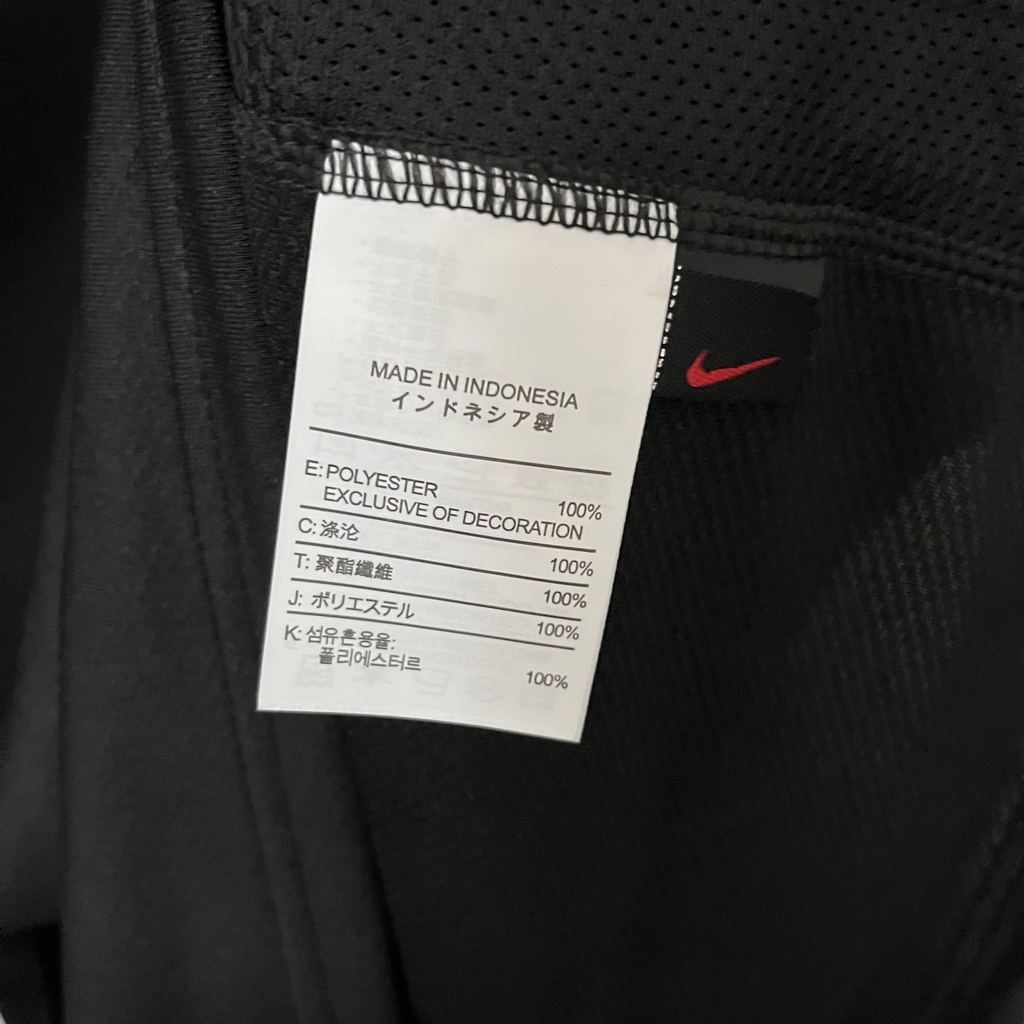 MADE IN INDONESIA
インドネシア製
E: POLYESTER 100%
EXCLUSIVE OF DECORATION
C: 涤沦 100%
T: 聚酯纖維 100%
J: ポリエステル 100%
K: 섬유혼용율:
폴리에스터르 100%